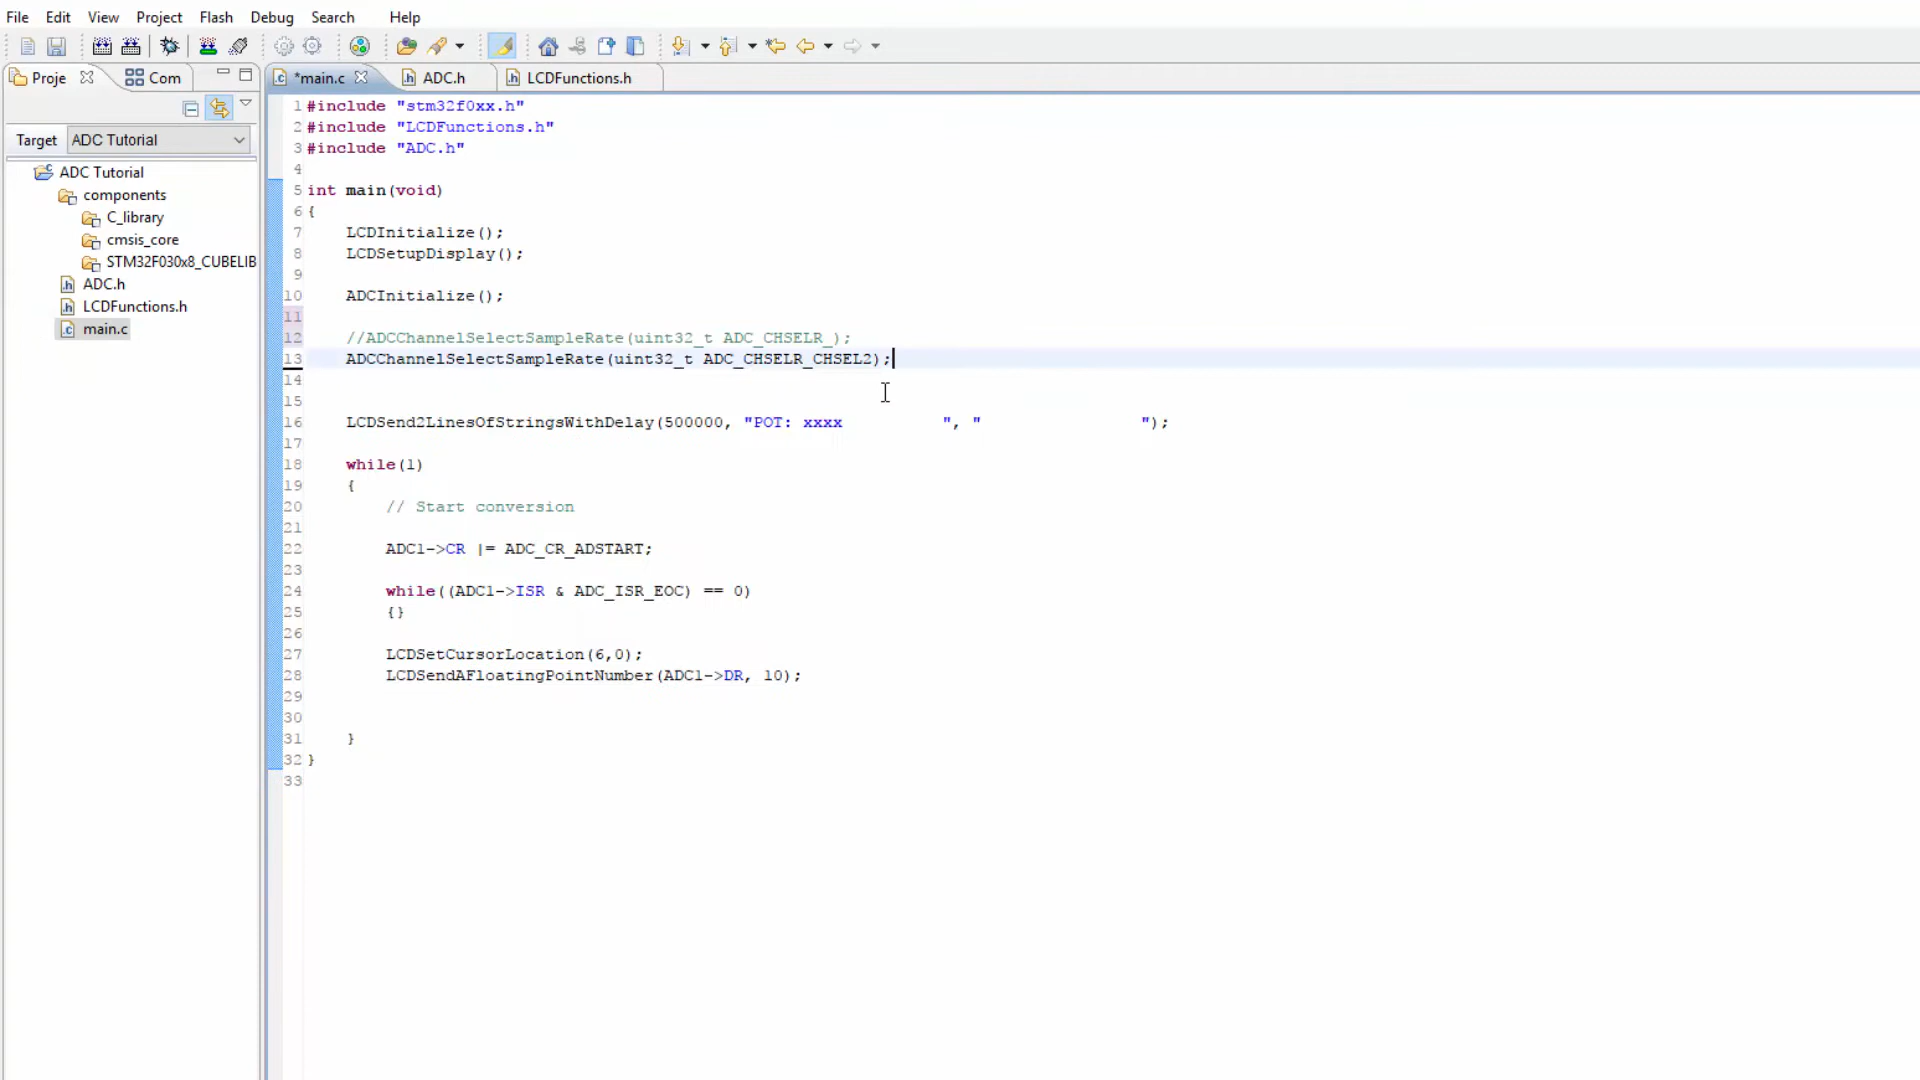 File Edit View Project Flash Debug Search Help
Proje Com *main.c ADC.h LCDFunctions.h
Target ADC Tutorial
ADC Tutorial
components
C_library
cmsis_core
STM32F030x8_CUBELIB
ADC.h
LCDFunctions.h
main.c
1 #include "stm32f0xx.h"
2 #include "LCDFunctions.h"
3 #include "ADC.h"
4
5 int main(void)
6 {
7 LCDInitialize();
8 LCDSetupDisplay();
9
10 ADCInitialize();
11
12 //ADCChannelSelectSampleRate(uint32_t ADC_CHSELR_);
13 ADCChannelSelectSampleRate(uint32_t ADC_CHSELR_CHSEL2);
14
15
16 LCDSend2LinesOfStringsWithDelay(500000, "POT: xxxx          ", "                ");
17
18 while(1)
19 {
20 // Start conversion
21
22 ADC1->CR |= ADC_CR_ADSTART;
23
24 while((ADC1->ISR & ADC_ISR_EOC) == 0)
25 {}
26
27 LCDSetCursorLocation(6,0);
28 LCDSendAFloatingPointNumber(ADC1->DR, 10);
29
30
31 }
32 }
33